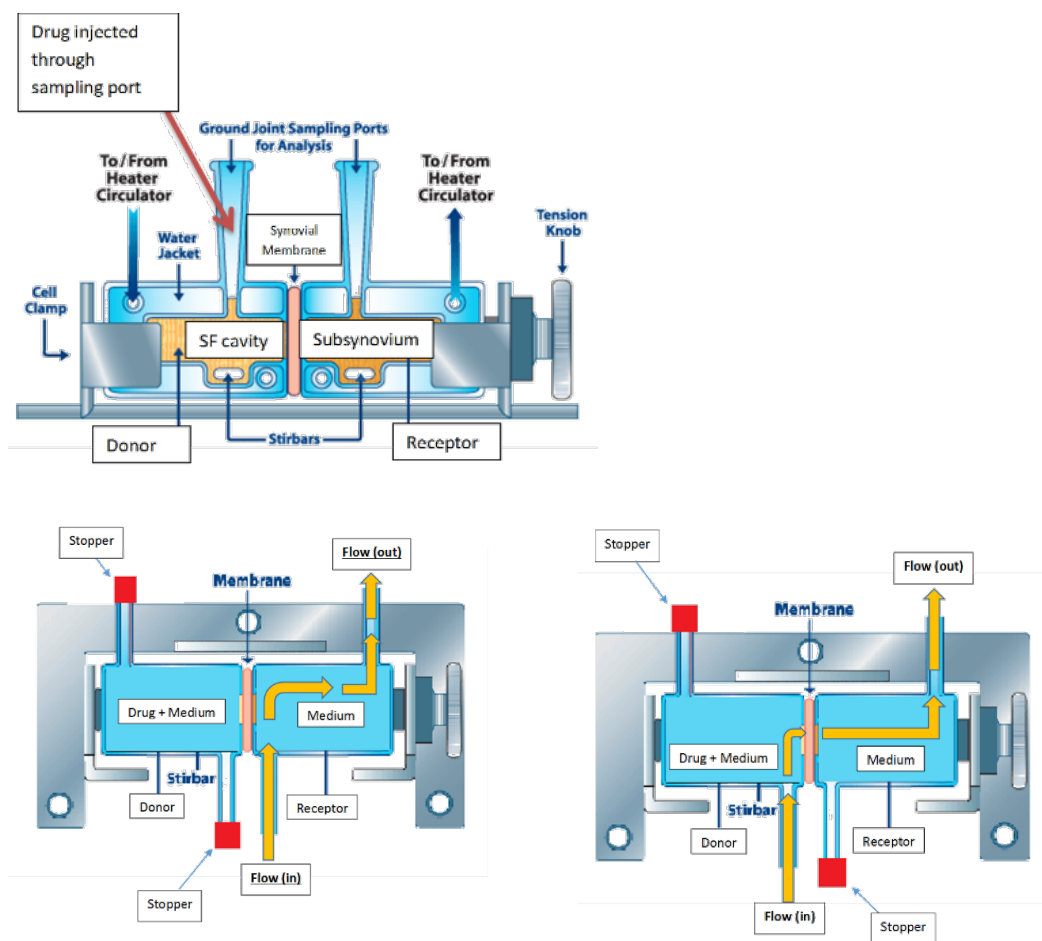 Drug injected
through
sampling port
Ground Joint Sampling Ports
for Analysis
To/From
Heater
Circulator
To/From
Heater
Circulator
Tension
Knob
Synovial
Membrane
Water
Jacket
Cell
Clamp
SF cavity
Subsynovium
Donor
Stirbars
Receptor
Stopper
Flow (out)
Membrane
Drug + Medium
Medium
Stirbar
Donor
Receptor
Flow (in)
Stopper
Stopper
Flow (out)
Membrane
Drug + Medium
Medium
Stirbar
Donor
Receptor
Flow (in)
Stopper